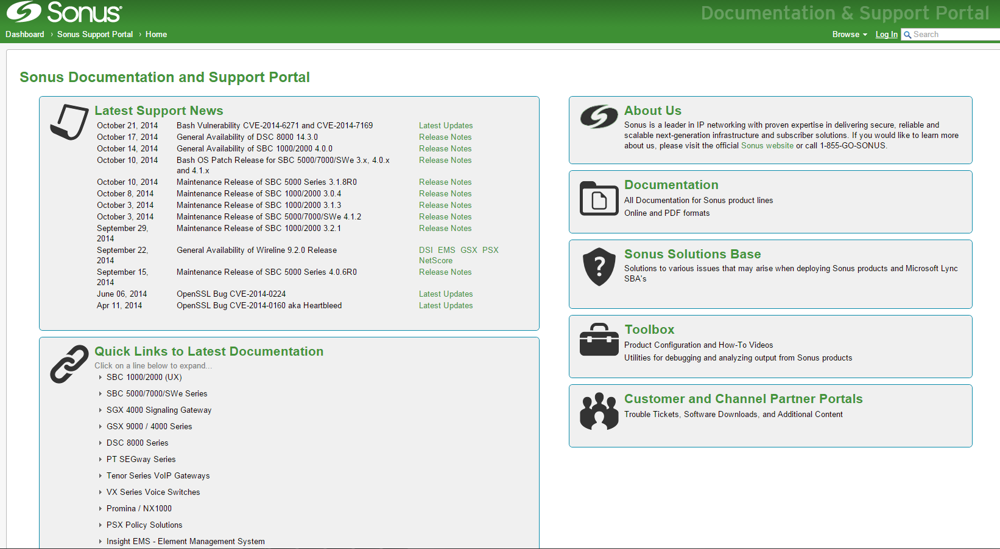 Sonus
Documentation & Support Portal
Dashboard › Sonus Support Portal › Home
Browse Log In Search
Sonus Documentation and Support Portal
Latest Support News
October 21, 2014 Bash Vulnerability CVE-2014-6271 and CVE-2014-7169 Latest Updates
October 17, 2014 General Availability of DSC 8000 14.3.0 Release Notes
October 14, 2014 General Availability of SBC 1000/2000 4.0.0 Release Notes
October 10, 2014 Bash OS Patch Release for SBC 5000/7000/SWe 3.x, 4.0.x Release Notes
and 4.1.x
October 10, 2014 Maintenance Release of SBC 5000 Series 3.1.8R0 Release Notes
October 8, 2014 Maintenance Release of SBC 1000/2000 3.0.4 Release Notes
October 3, 2014 Maintenance Release of SBC 1000/2000 3.1.3 Release Notes
October 3, 2014 Maintenance Release of SBC 5000/7000/SWe 4.1.2 Release Notes
September 29, Maintenance Release of SBC 1000/2000 3.2.1 Release Notes
2014
September 22, General Availability of Wireline 9.2.0 Release DSI EMS GSX PSX
2014 NetScore
September 15, Maintenance Release of SBC 5000 Series 4.0.6R0 Release Notes
2014
June 06, 2014 OpenSSL Bug CVE-2014-0224 Latest Updates
Apr 11, 2014 OpenSSL Bug CVE-2014-0160 aka Heartbleed Latest Updates
Quick Links to Latest Documentation
Click on a line below to expand...
SBC 1000/2000 (UX)
SBC 5000/7000/SWe Series
SGX 4000 Signaling Gateway
GSX 9000 / 4000 Series
DSC 8000 Series
PT SEGway Series
Tenor Series VoIP Gateways
VX Series Voice Switches
Promina / NX1000
PSX Policy Solutions
Insight EMS - Element Management System
About Us
Sonus is a leader in IP networking with proven expertise in delivering secure, reliable and
scalable next-generation infrastructure and subscriber solutions. If you would like to learn more
about us, please visit the official Sonus website or call 1-855-GO-SONUS.
Documentation
All Documentation for Sonus product lines
Online and PDF formats
Sonus Solutions Base
Solutions to various issues that may arise when deploying Sonus products and Microsoft Lync
SBA's
Toolbox
Product Configuration and How-To Videos
Utilities for debugging and analyzing output from Sonus products
Customer and Channel Partner Portals
Trouble Tickets, Software Downloads, and Additional Content